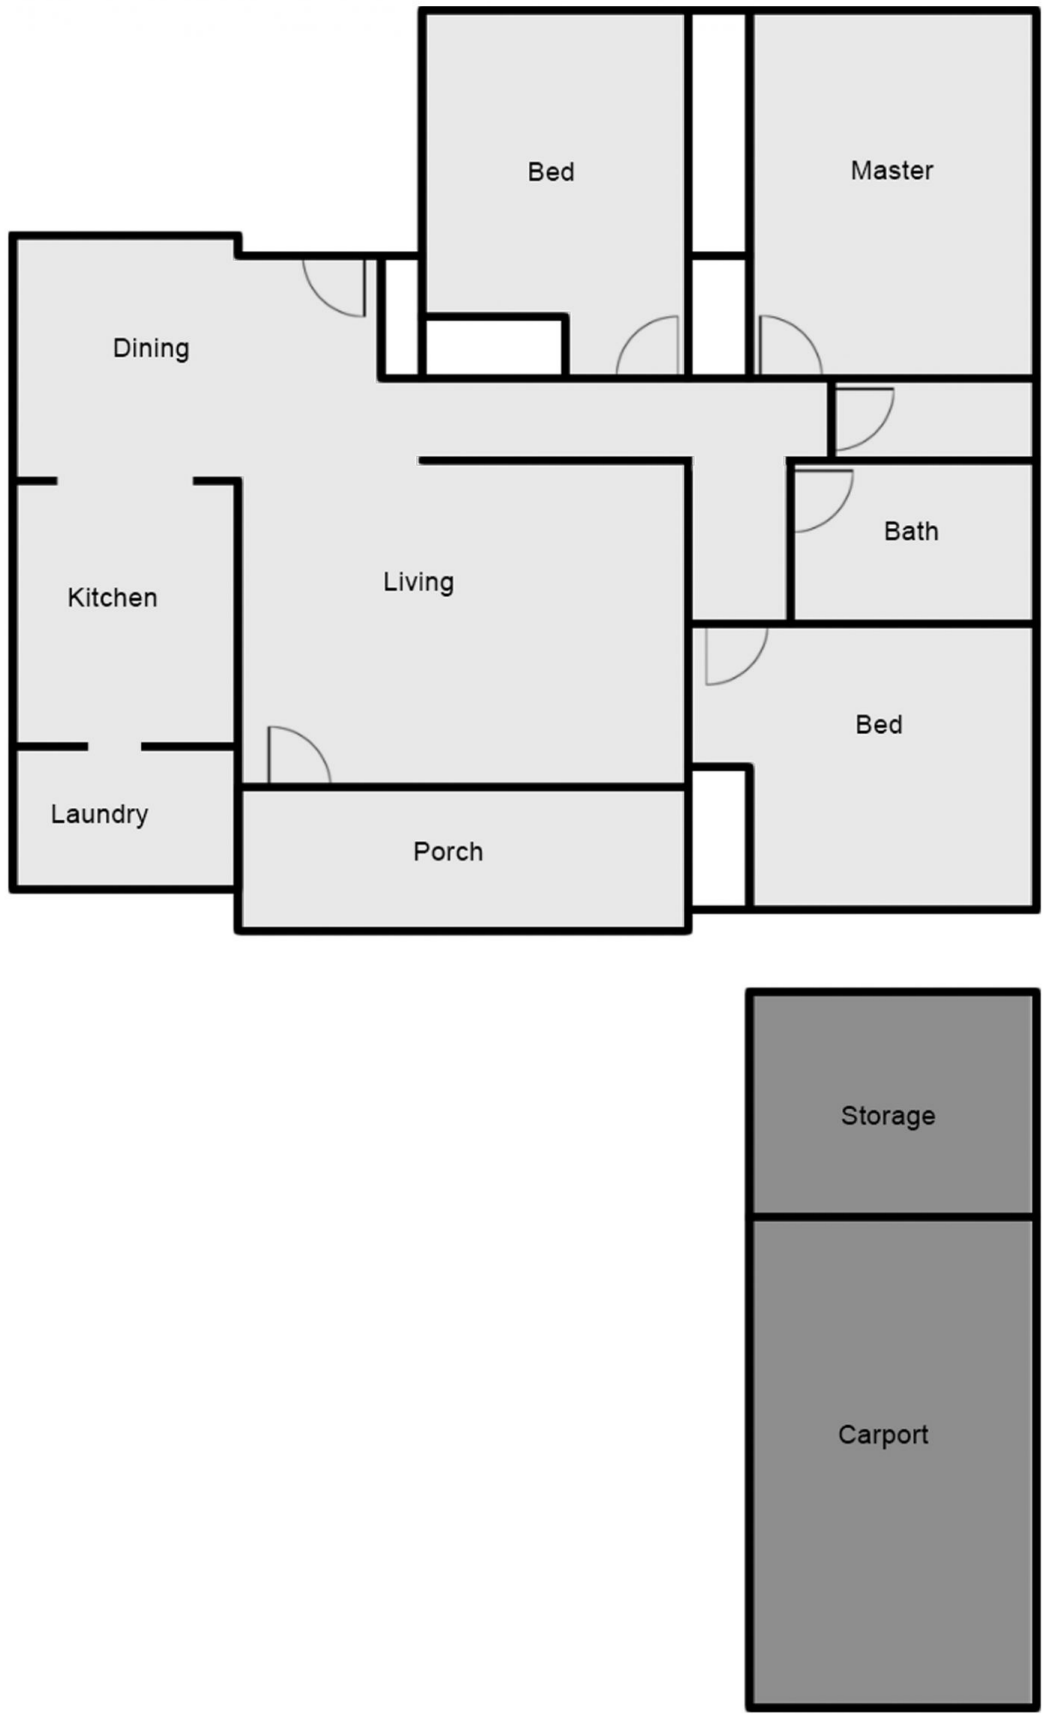 Bed
Master
Dining
Bath
Living
Kitchen
Bed
Laundry
Porch
Storage
Carport